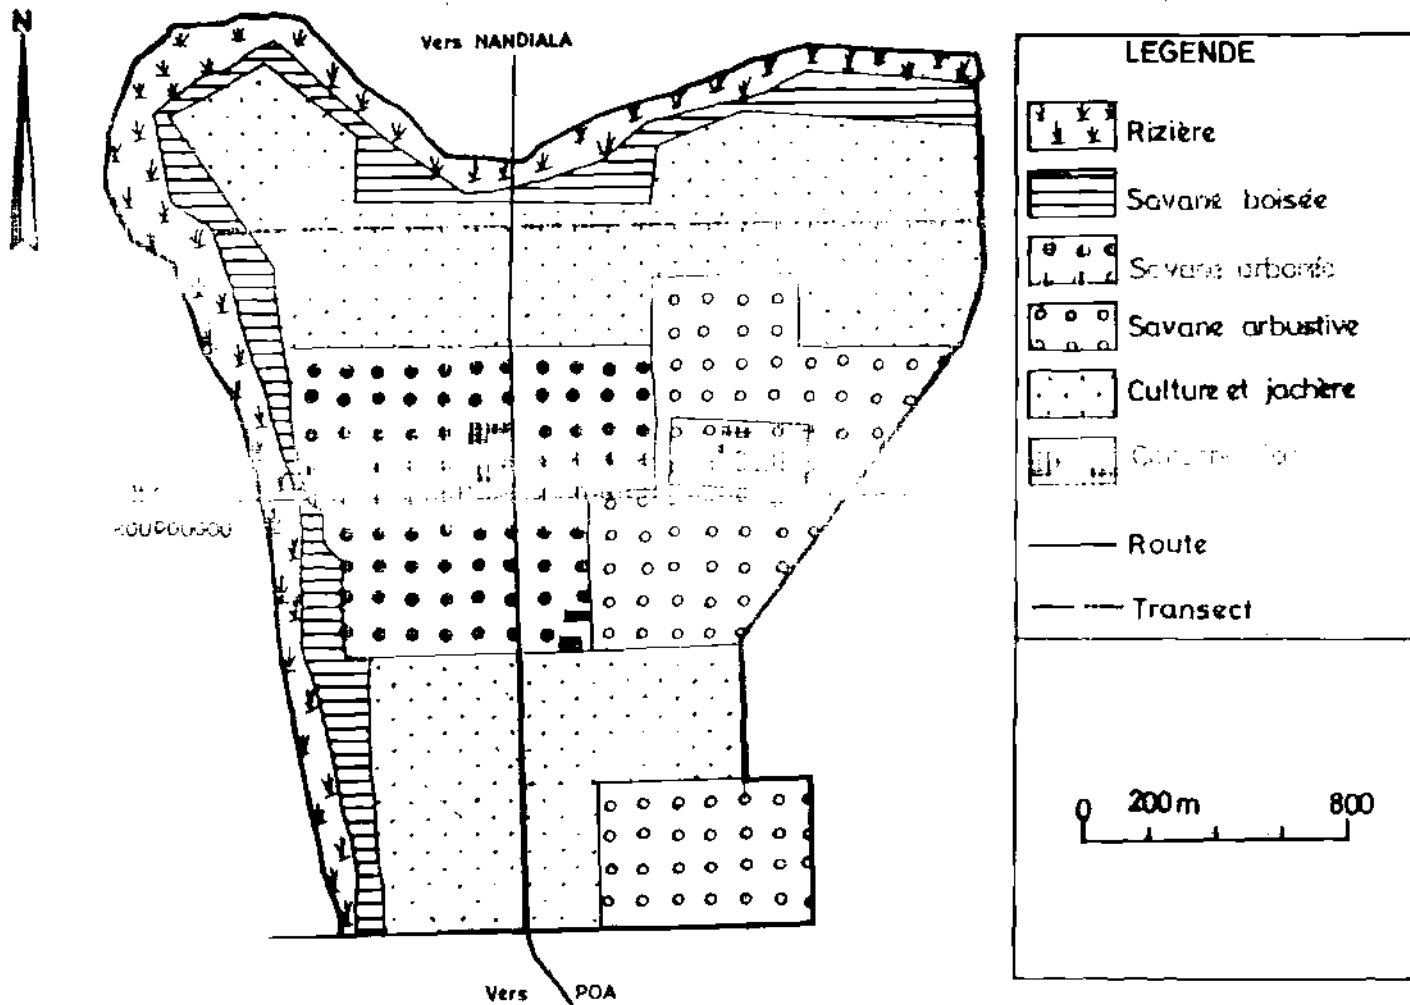 N
Vers NANDIALA
LEGENDE
Rizière
Savane boisée
Savane arborée
Savane arbustive
Culture et jachère
Route
Transect
0 200m 800
Vers POA